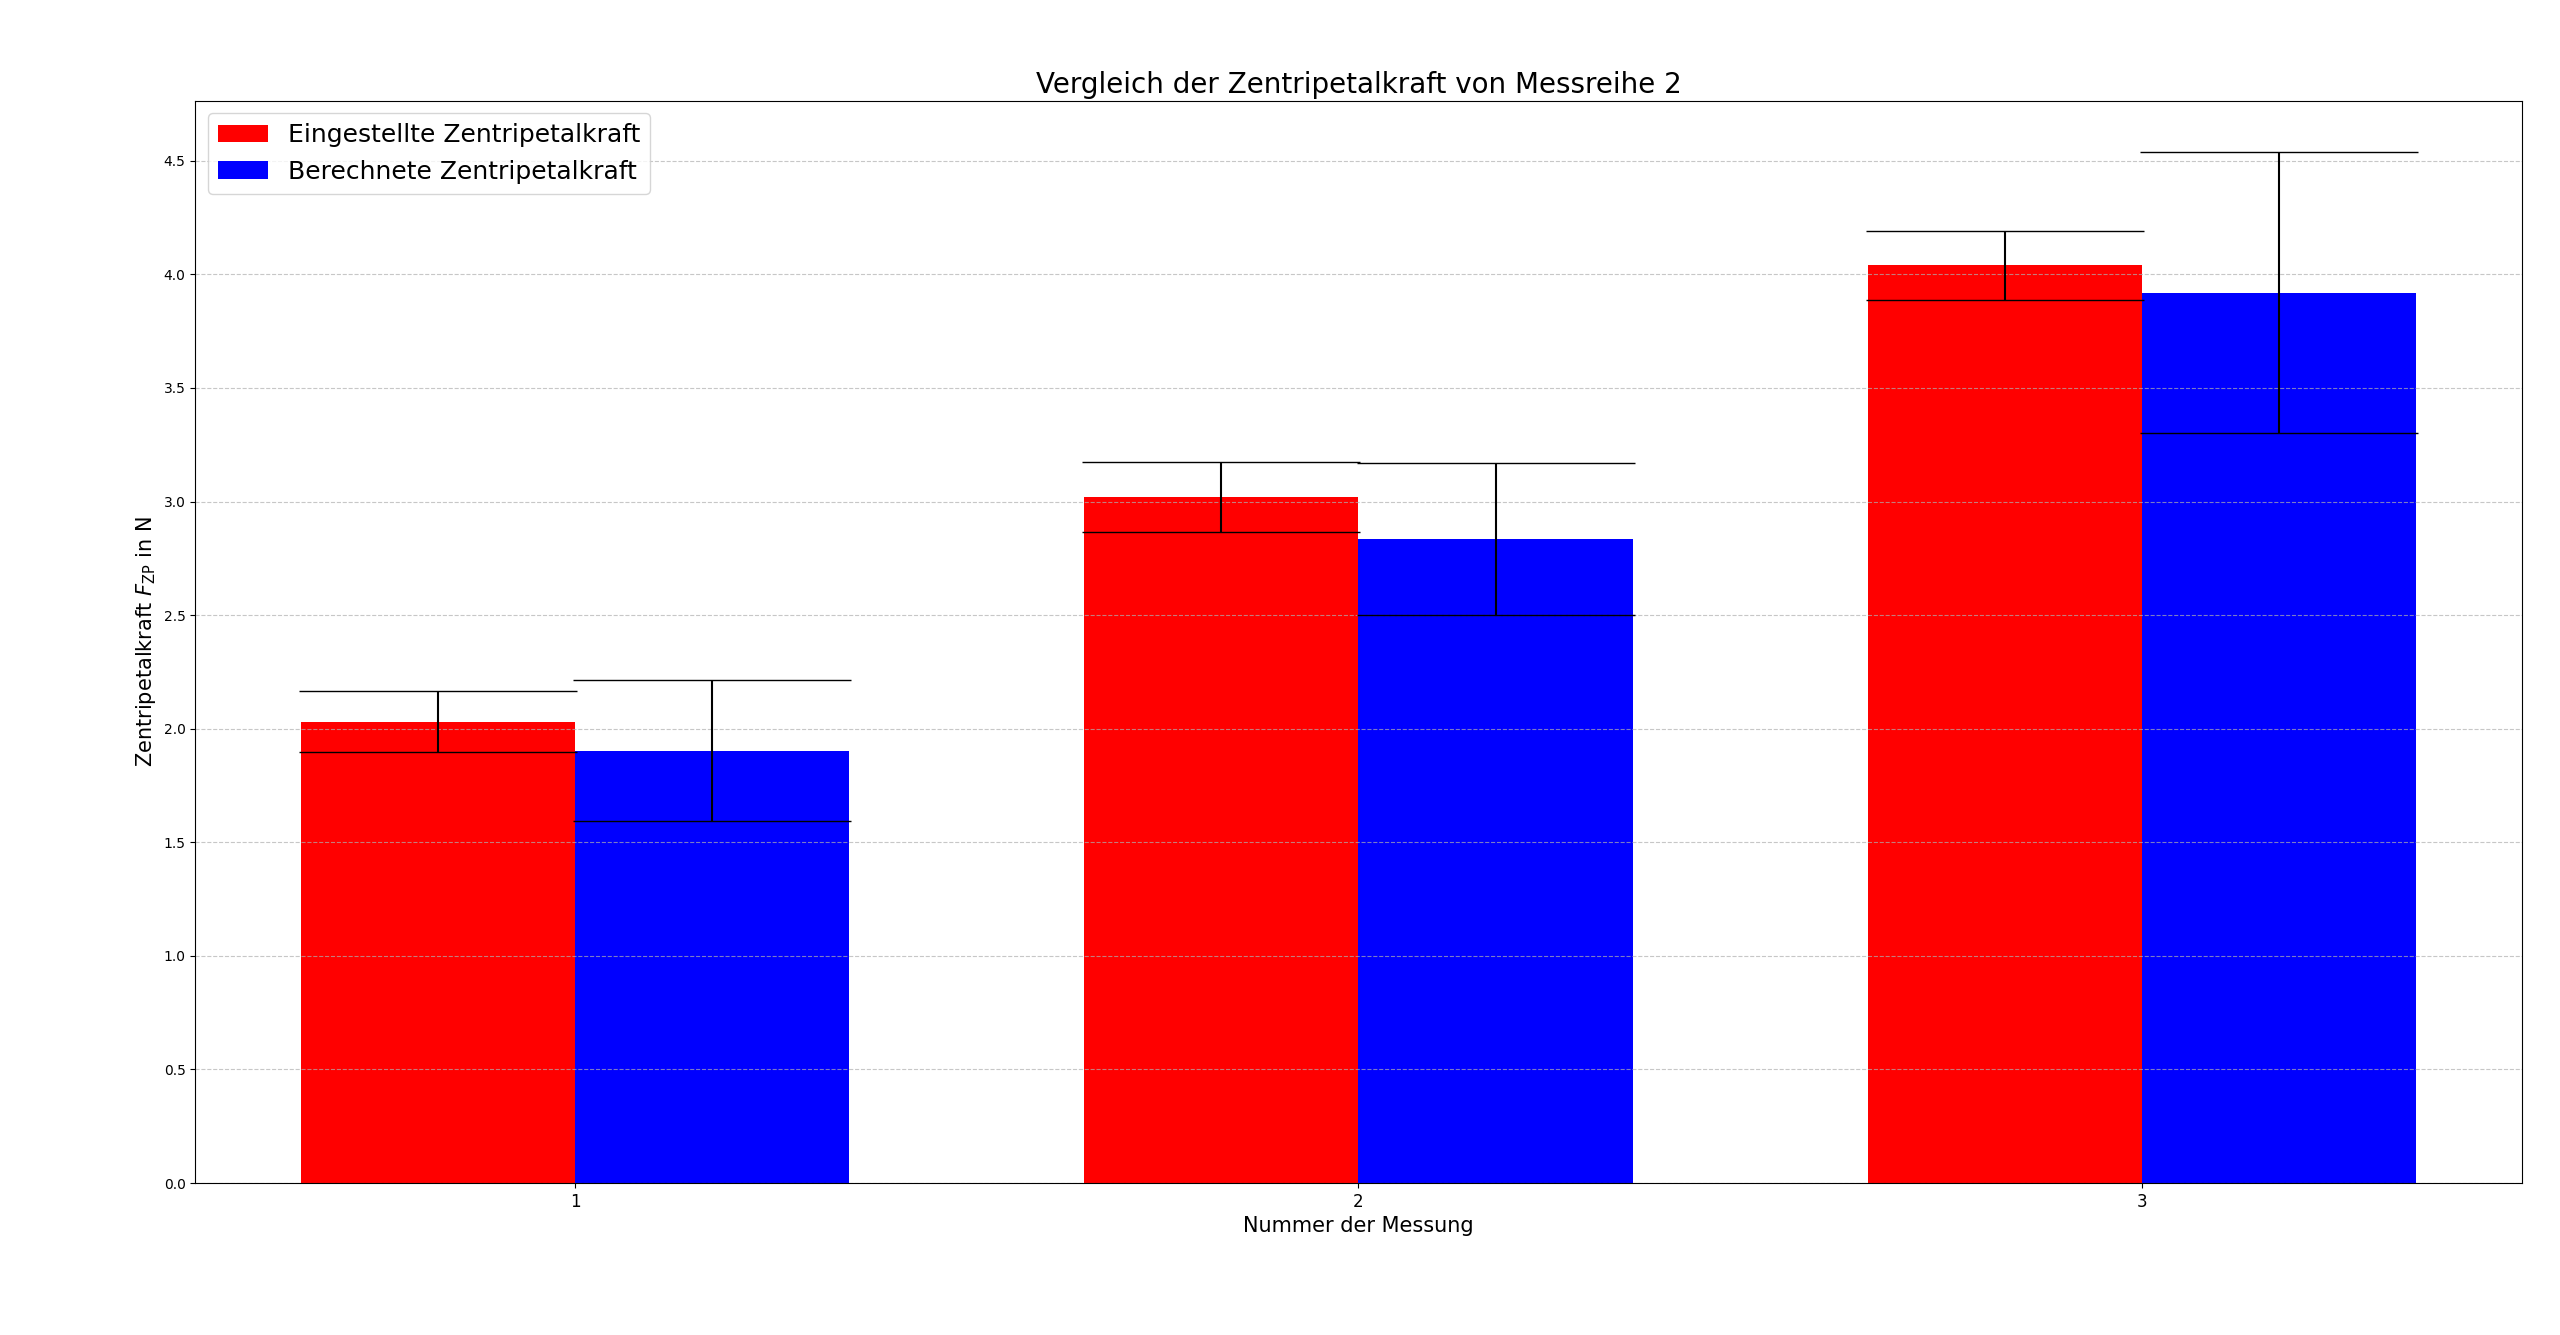 Vergleich der Zentripetalkraft von Messreihe 2
Eingestellte Zentripetalkraft
Berechnete Zentripetalkraft
Zentripetalkraft F_ZP in N
4.5
4.0
3.5
3.0
2.5
2.0
1.5
1.0
0.5
0.0
1 2 3
Nummer der Messung